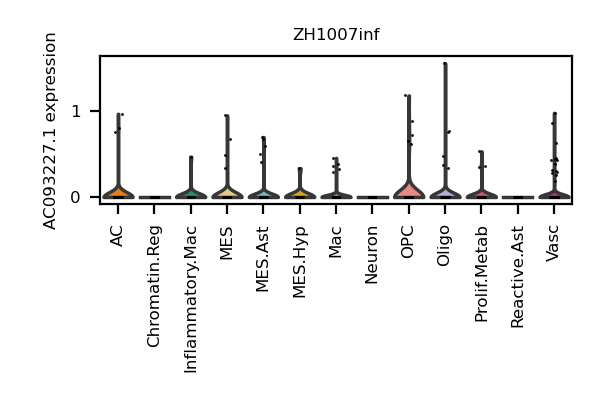 ZH1007inf
AC093227.1 expression
1
0
AC
Chromatin.Reg
Inflammatory.Mac
MES
MES.Ast
MES.Hyp
Mac
Neuron
OPC
Oligo
Prolif.Metab
Reactive.Ast
Vasc